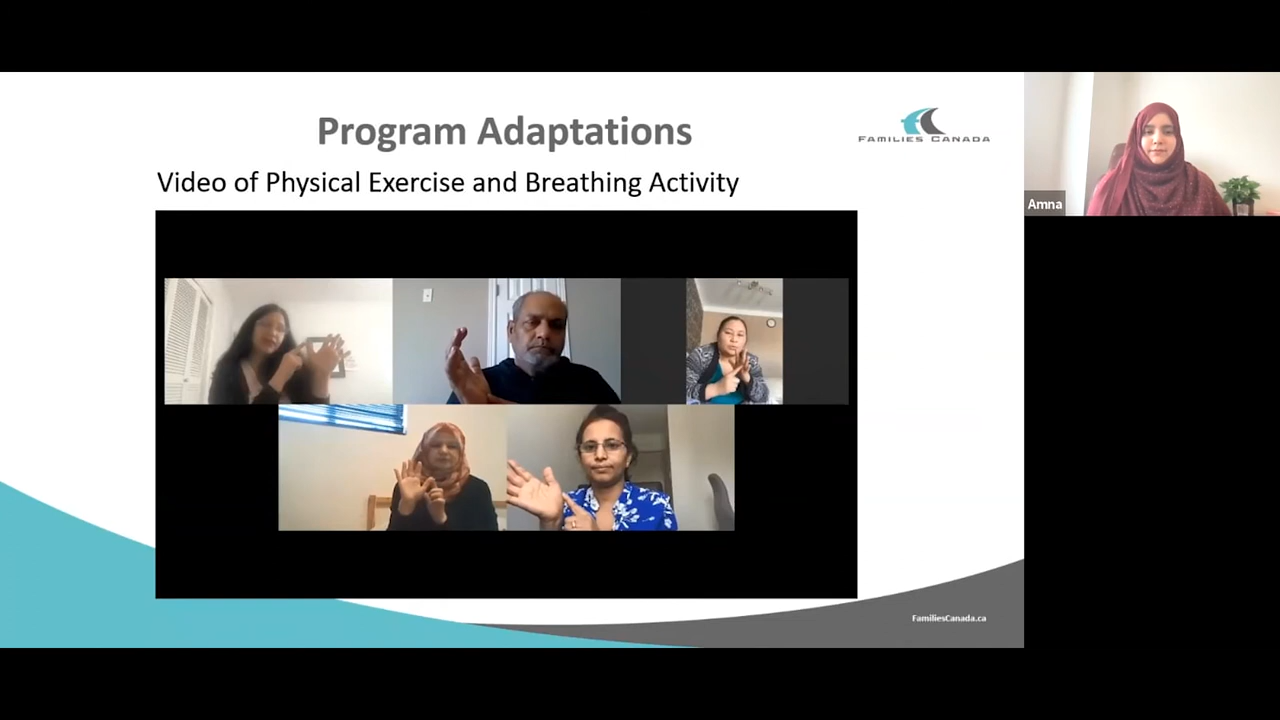 Program Adaptations
FAMILIES CANADA
Video of Physical Exercise and Breathing Activity
Amna
FamiliesCanada.ca